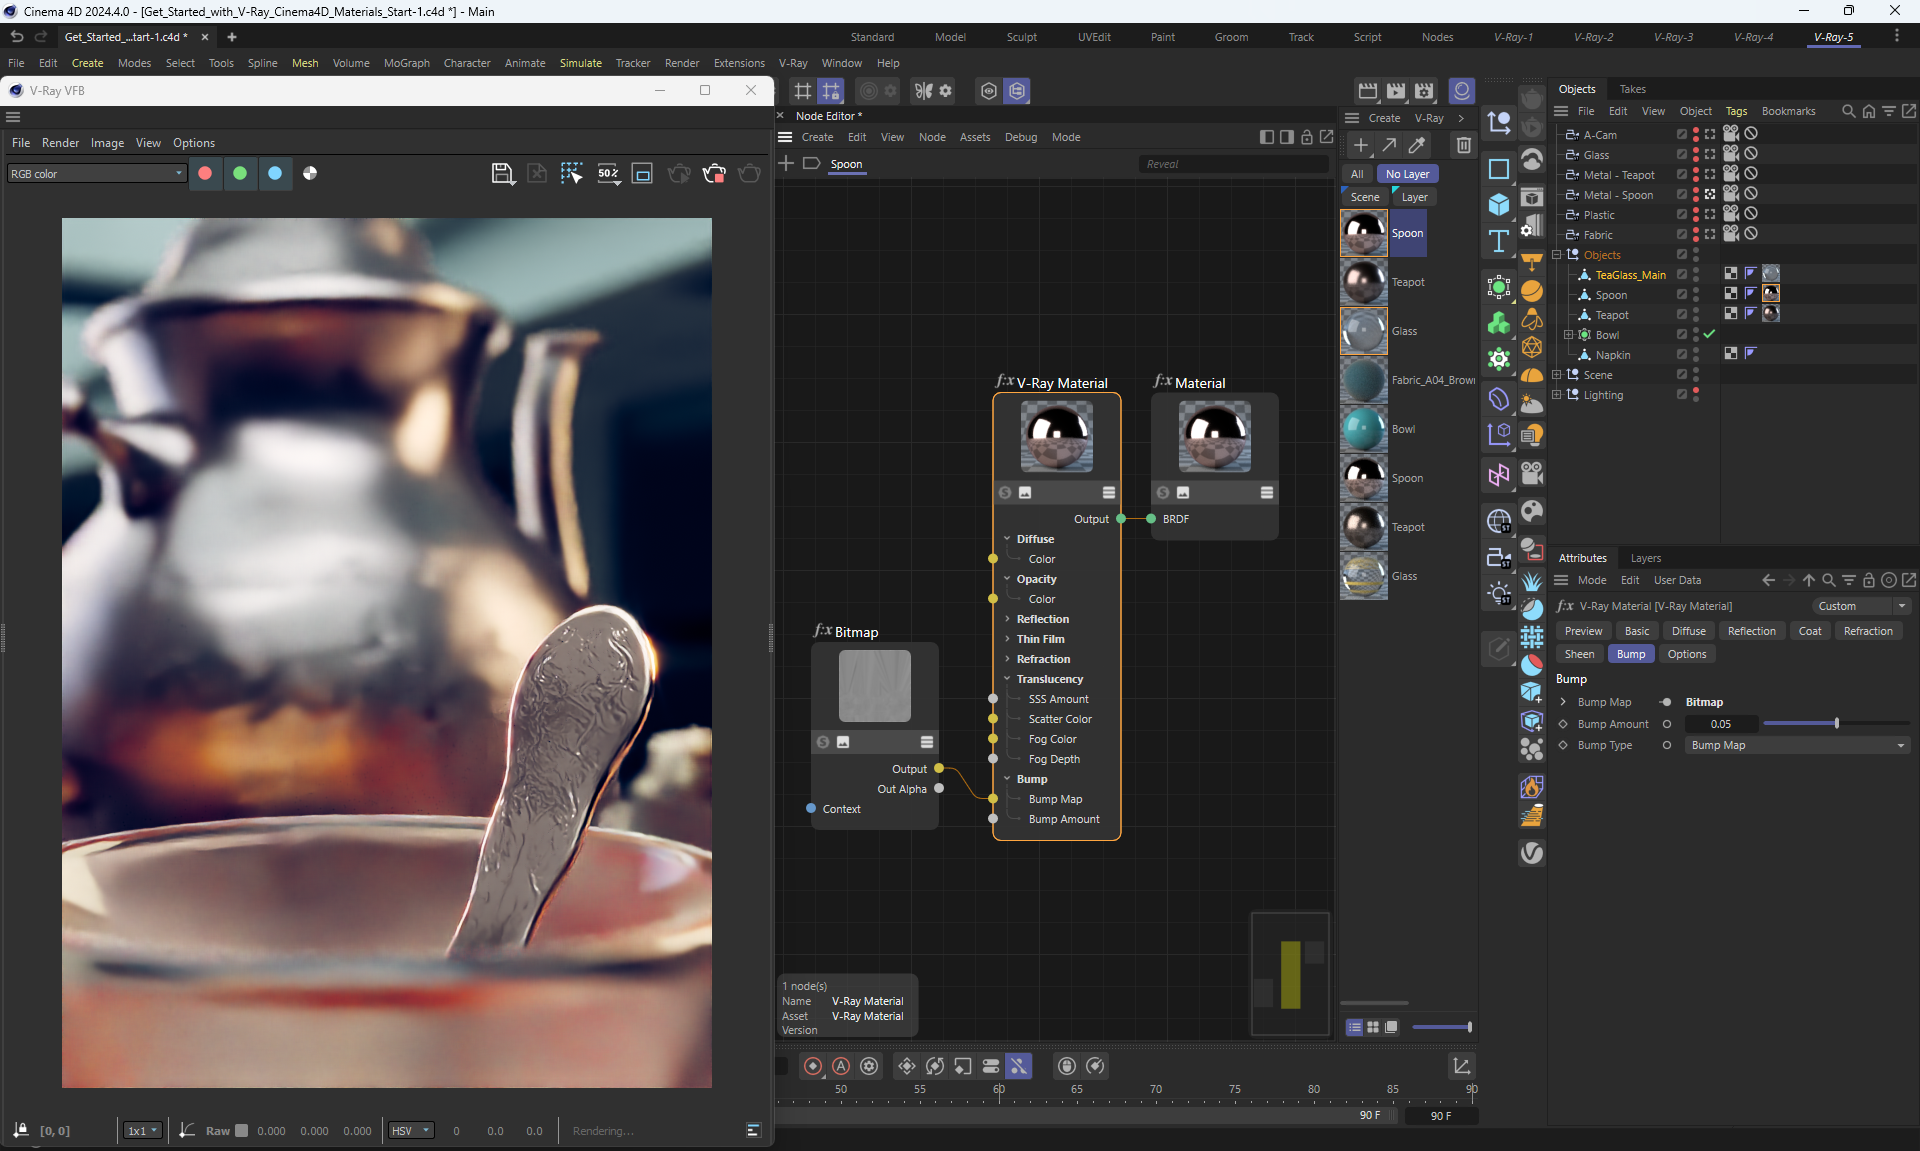 Cinema 4D 2024.4.0 - [Get_Started_with_V-Ray_Cinema4D_Materials_Start-1.c4d *] - Main
Get_Started_...tart-1.c4d *
Standard Model Sculpt UVEdit Paint Groom Track Script Nodes V-Ray-1 V-Ray-2 V-Ray-3 V-Ray-4 V-Ray-5
File Edit Create Modes Select Tools Spline Mesh Volume MoGraph Character Animate Simulate Tracker Render Extensions V-Ray Window Help
V-Ray VFB
File Render Image View Options
RGB color
50%
[0, 0]
1x1
Raw 0.000 0.000 0.000
HSV
0 0.0 0.0
Rendering...
Node Editor *
Create Edit View Node Assets Debug Mode
Spoon
Reveal
f:x V-Ray Material
S
Output
Diffuse
Color
Opacity
Color
Reflection
Thin Film
Refraction
Translucency
SSS Amount
Scatter Color
Fog Color
Fog Depth
Bump
Bump Map
Bump Amount
f:x Material
S
BRDF
f:x Bitmap
S
Output
Out Alpha
Context
1 node(s)
Name V-Ray Material
Asset V-Ray Material
Version
A
50 55 60 65 70 75 80 85 90
90 F
90 F
Create V-Ray
All No Layer
Scene Layer
Spoon
Teapot
Glass
Fabric_A04_Brow
Bowl
Spoon
Teapot
Glass
T
ST
ST
ST
Objects Takes
File Edit View Object Tags Bookmarks
A-Cam
Glass
Metal - Teapot
Metal - Spoon
Plastic
Fabric
Objects
TeaGlass_Main
Spoon
Teapot
Bowl
Napkin
Scene
Lighting
Attributes Layers
Mode Edit User Data
f:x V-Ray Material [V-Ray Material]
Custom
Preview Basic Diffuse Reflection Coat Refraction
Sheen Bump Options
Bump
Bump Map Bitmap
Bump Amount 0.05
Bump Type Bump Map